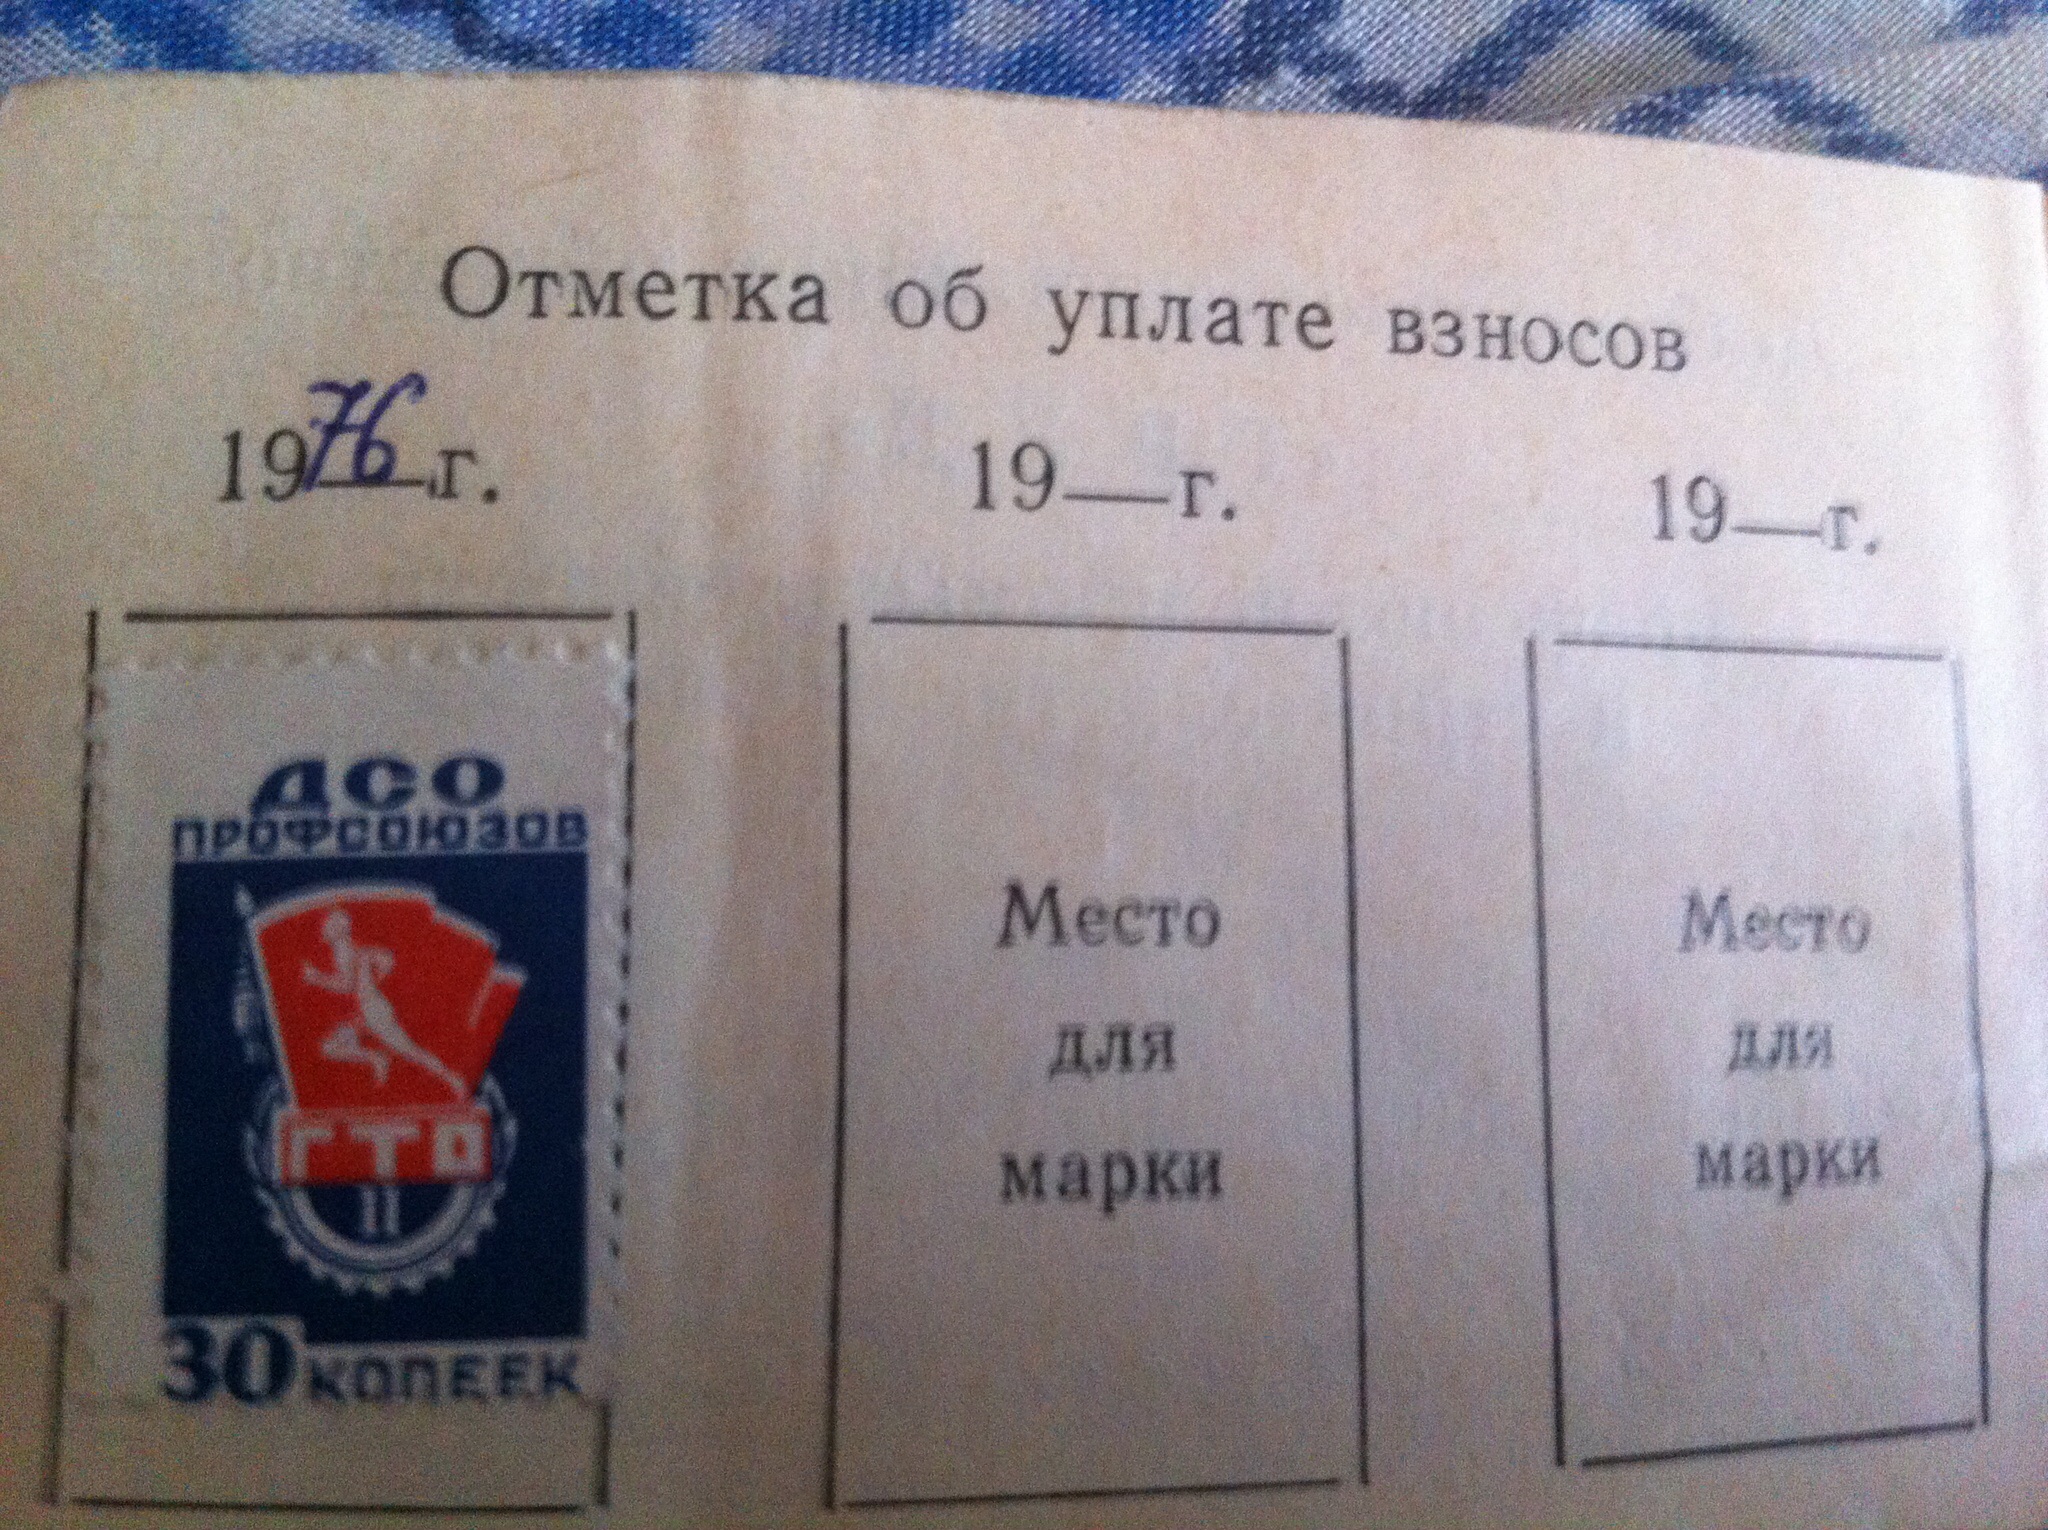 Отметка об уплате взносов
1976 г.
19—г.
19—г.
ДСО
ПРОФСОЮЗОВ
ГТО
II
30 КОПЕЕК
Место
для
марки
Место
для
марки